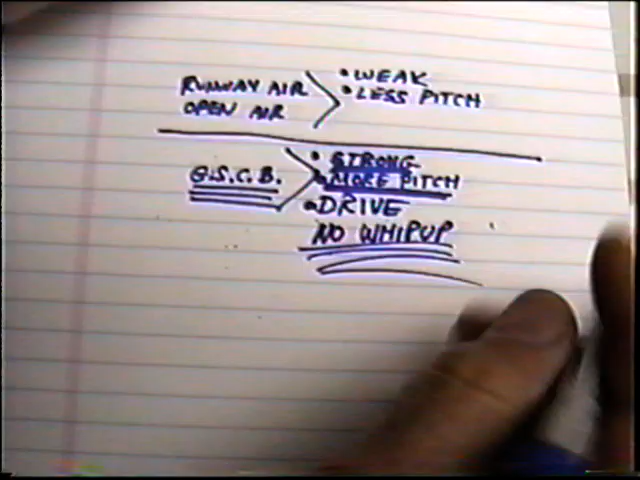 RUNWAY AIR
OPEN AIR
• WEAK
• LESS PITCH
G.S.C.B.
• STRONG
• MORE PITCH
• DRIVE
NO WHIPUP